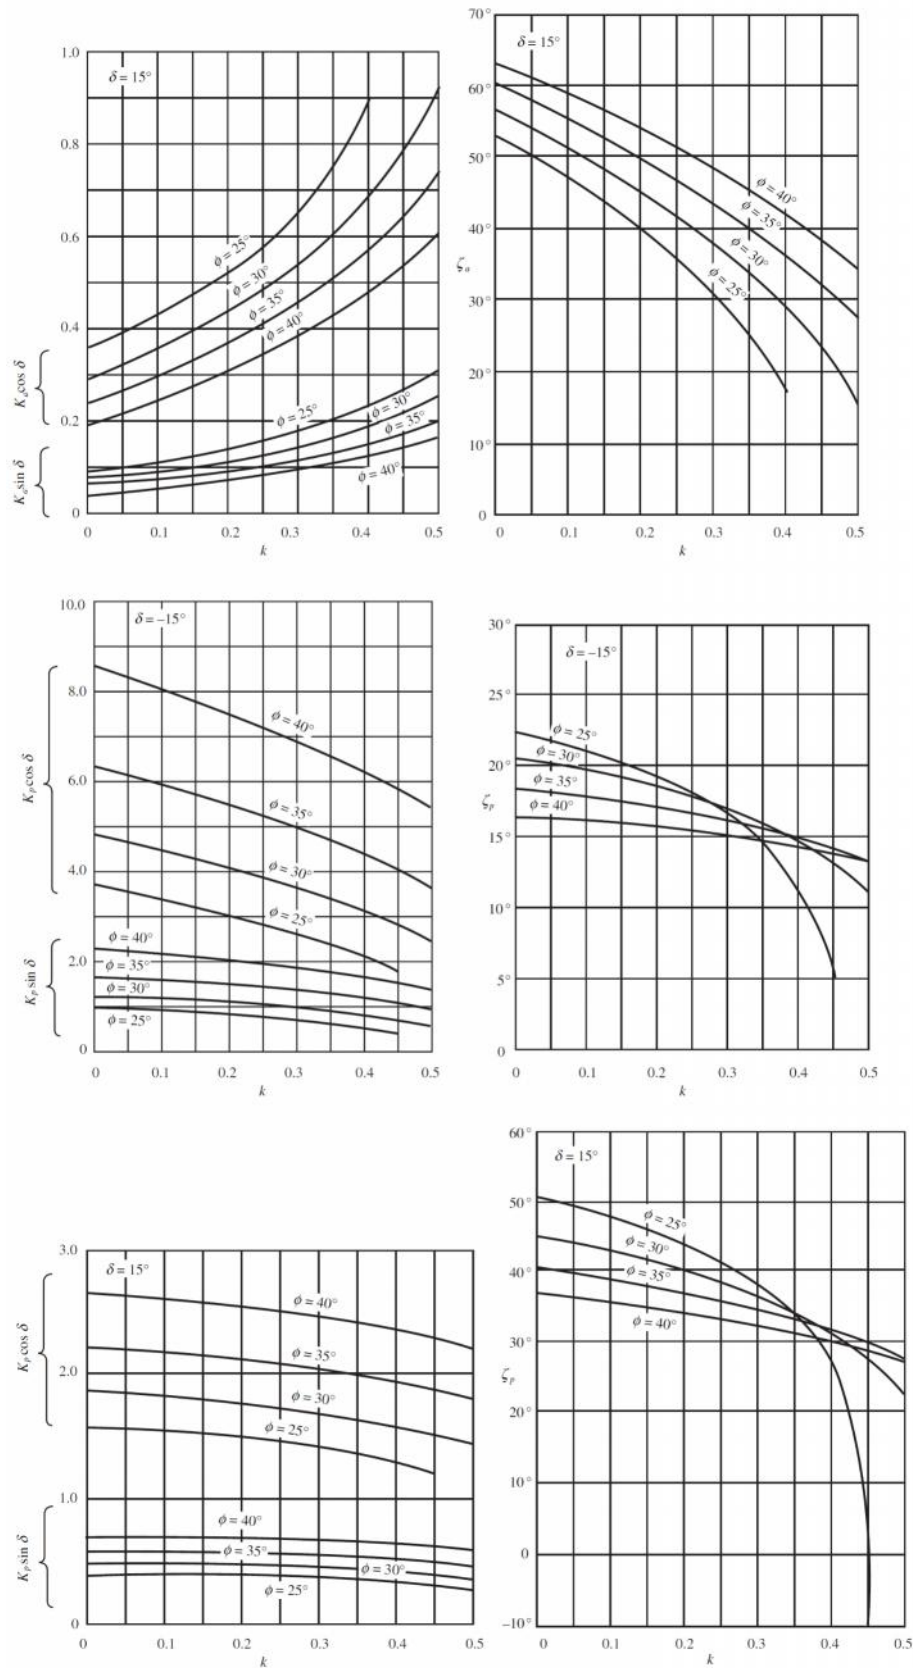 δ = 15°
1.0
0.8
0.6
0.4
0.2
0
K_a cos δ
K_a sin δ
φ = 25°
φ = 30°
φ = 35°
φ = 40°
φ = 25°
φ = 30°
φ = 35°
φ = 40°
0 0.1 0.2 0.3 0.4 0.5
k
δ = 15°
70°
60°
50°
40°
30°
20°
10°
0
ζ_a
φ = 40°
φ = 35°
φ = 30°
φ = 25°
0 0.1 0.2 0.3 0.4 0.5
k
δ = –15°
10.0
8.0
6.0
4.0
2.0
0
K_p cos δ
K_p sin δ
φ = 40°
φ = 35°
φ = 30°
φ = 25°
φ = 40°
φ = 35°
φ = 30°
φ = 25°
0 0.1 0.2 0.3 0.4 0.5
k
δ = –15°
30°
25°
20°
15°
10°
5°
0
ζ_p
φ = 25°
φ = 30°
φ = 35°
φ = 40°
0 0.1 0.2 0.3 0.4 0.5
k
δ = 15°
3.0
2.0
1.0
0
K_p cos δ
K_p sin δ
φ = 40°
φ = 35°
φ = 30°
φ = 25°
φ = 40°
φ = 35°
φ = 30°
φ = 25°
0 0.1 0.2 0.3 0.4 0.5
k
δ = 15°
60°
50°
40°
30°
20°
10°
0
–10°
ζ_p
φ = 25°
φ = 30°
φ = 35°
φ = 40°
0 0.1 0.2 0.3 0.4 0.5
k